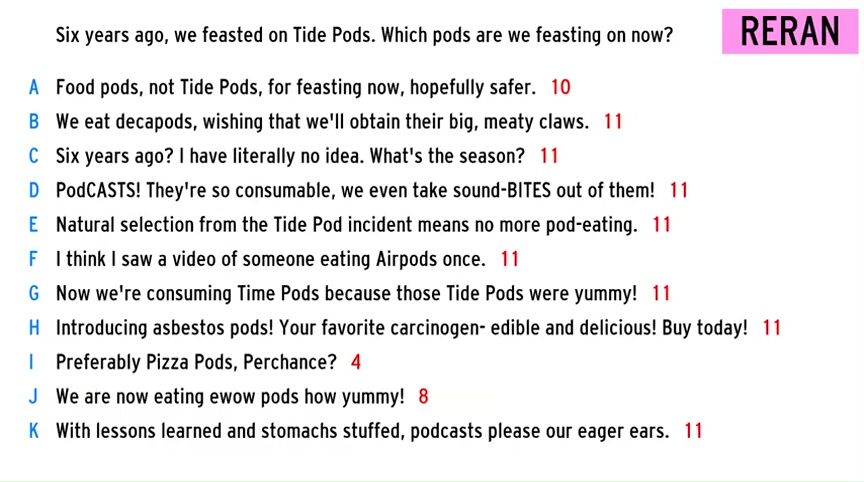 Six years ago, we feasted on Tide Pods. Which pods are we feasting on now?
RERAN
A Food pods, not Tide Pods, for feasting now, hopefully safer. 10
B We eat decapods, wishing that we'll obtain their big, meaty claws. 11
C Six years ago? I have literally no idea. What's the season? 11
D PodCASTS! They're so consumable, we even take sound-BITES out of them! 11
E Natural selection from the Tide Pod incident means no more pod-eating. 11
F I think I saw a video of someone eating Airpods once. 11
G Now we're consuming Time Pods because those Tide Pods were yummy! 11
H Introducing asbestos pods! Your favorite carcinogen- edible and delicious! Buy today! 11
I Preferably Pizza Pods, Perchance? 4
J We are now eating ewow pods how yummy! 8
K With lessons learned and stomachs stuffed, podcasts please our eager ears. 11